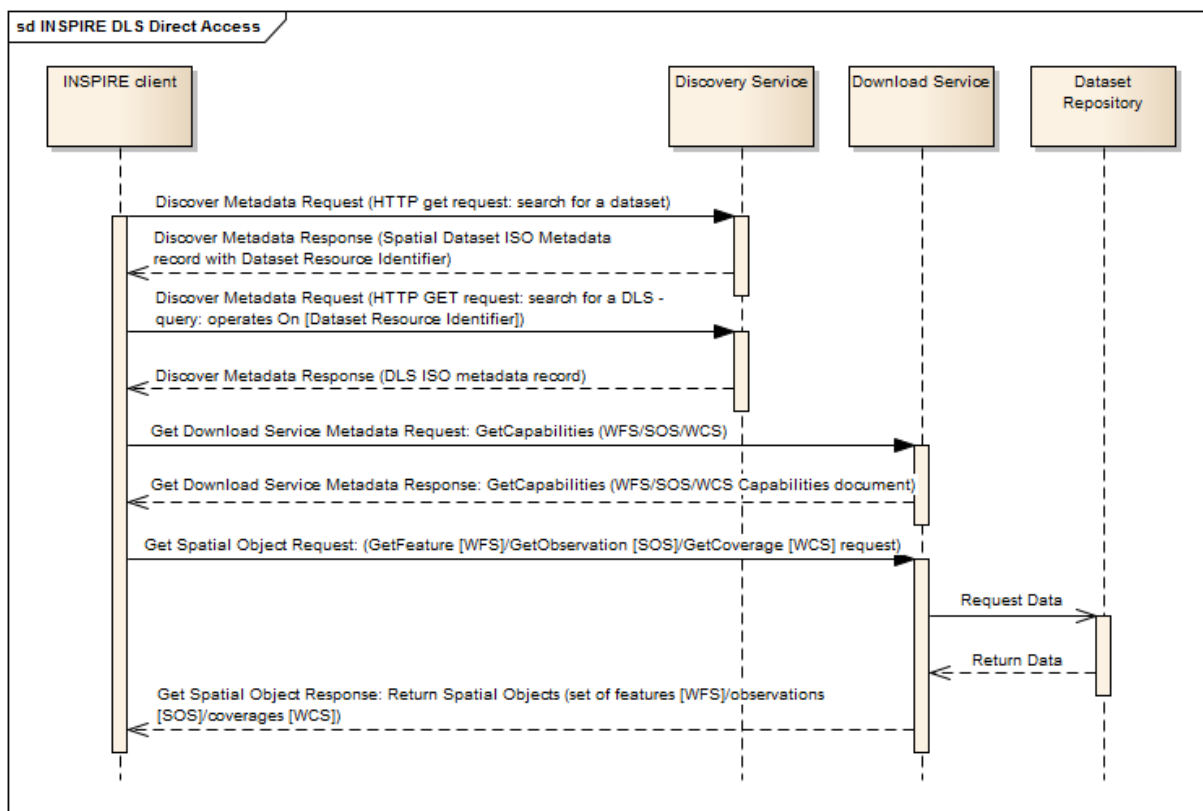 sd INSPIRE DLS Direct Access
INSPIRE client
Discovery Service
Download Service
Dataset
Repository
Discover Metadata Request (HTTP get request: search for a dataset)
Discover Metadata Response (Spatial Dataset ISO Metadata
record with Dataset Resource Identifier)
Discover Metadata Request (HTTP GET request: search for a DLS -
query: operates On [Dataset Resource Identifier])
Discover Metadata Response (DLS ISO metadata record)
Get Download Service Metadata Request: GetCapabilities (WFS/SOS/WCS)
Get Download Service Metadata Response: GetCapabilities (WFS/SOS/WCS Capabilities document)
Get Spatial Object Request: (GetFeature [WFS]/GetObservation [SOS]/GetCoverage [WCS] request)
Request Data
Return Data
Get Spatial Object Response: Return Spatial Objects (set of features [WFS]/observations
[SOS]/coverages [WCS])